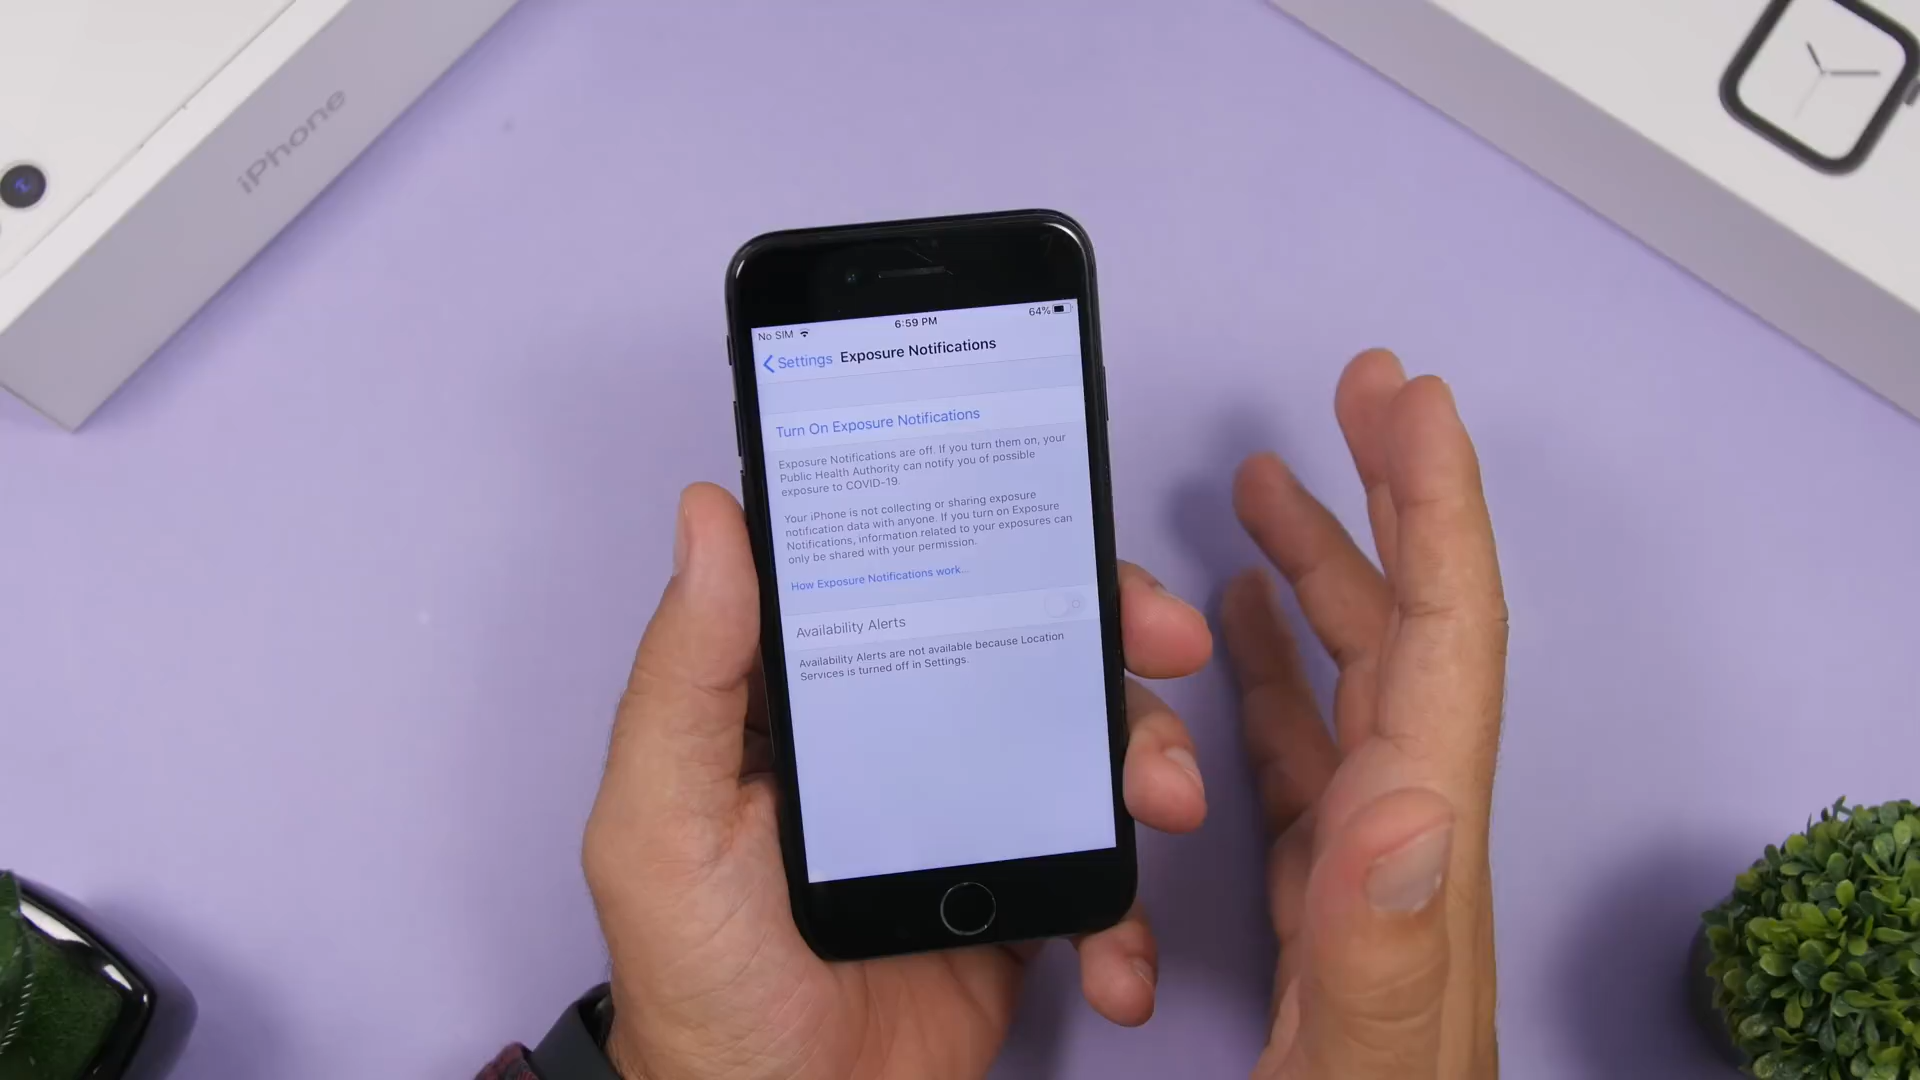 iPhone
No SIM
6:59 PM
64%
Settings
Exposure Notifications
Turn On Exposure Notifications
Exposure Notifications are off. If you turn them on, your
Public Health Authority can notify you of possible
exposure to COVID-19.
Your iPhone is not collecting or sharing exposure
notification data with anyone. If you turn on Exposure
Notifications, information related to your exposures can
only be shared with your permission.
How Exposure Notifications work...
Availability Alerts
Availability Alerts are not available because Location
Services is turned off in Settings.